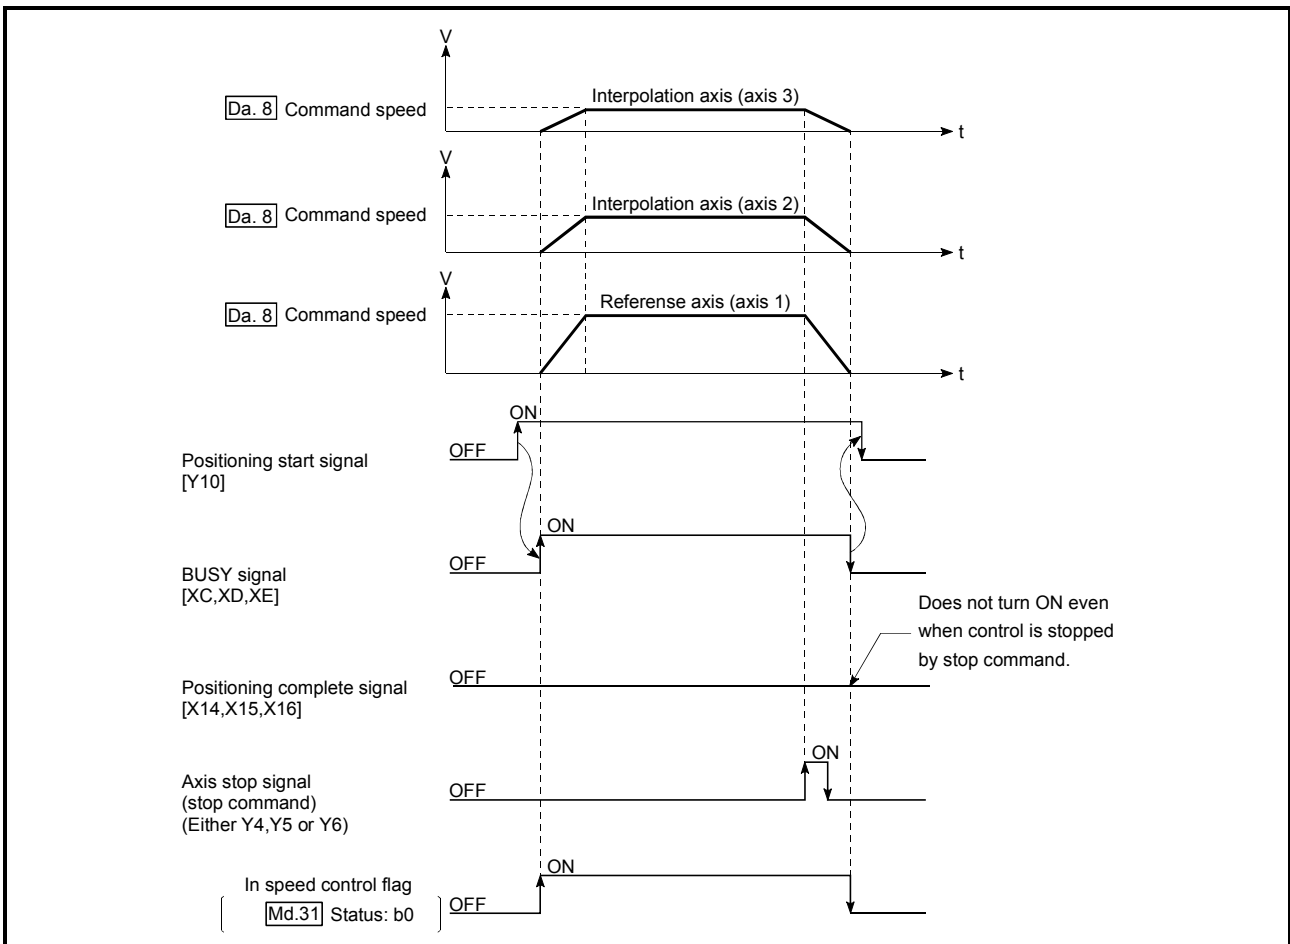 V
Interpolation axis (axis 3)
Da. 8 Command speed
t
V
Interpolation axis (axis 2)
Da. 8 Command speed
t
V
Referense axis (axis 1)
Da. 8 Command speed
t
ON
OFF
Positioning start signal
[Y10]
ON
OFF
BUSY signal
[XC,XD,XE]
Does not turn ON even
when control is stopped
by stop command.
OFF
Positioning complete signal
[X14,X15,X16]
ON
Axis stop signal
OFF
(stop command)
(Either Y4,Y5 or Y6)
ON
In speed control flag
OFF
Md.31 Status: b0